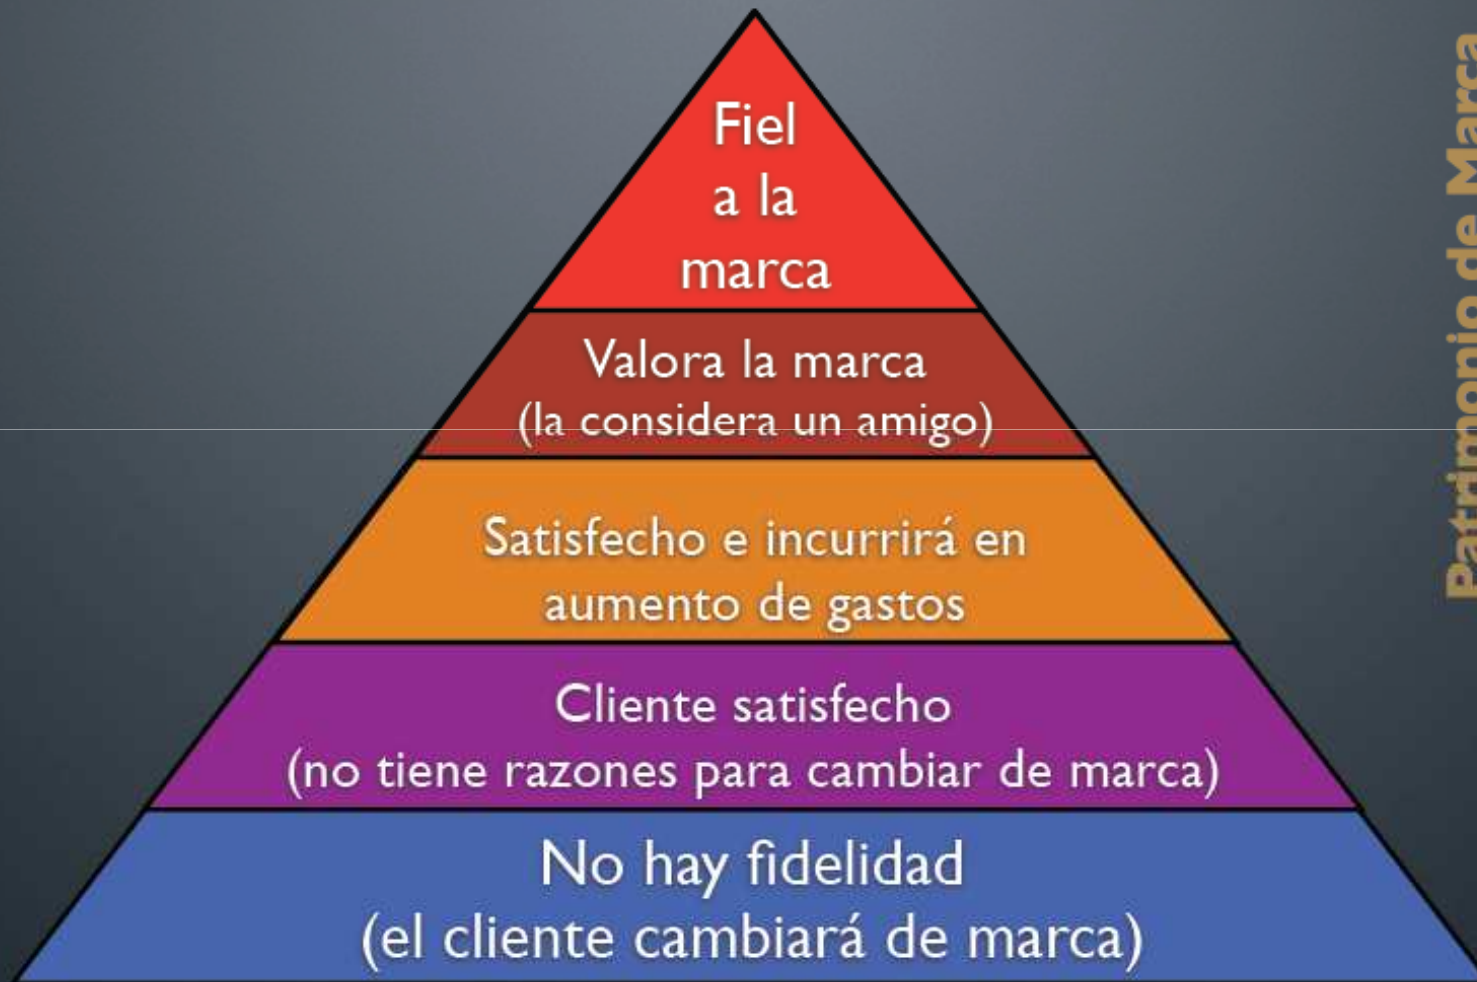 Fiel
a la
marca
Valora la marca
(la considera un amigo)
Satisfecho e incurrirá en
aumento de gastos
Cliente satisfecho
(no tiene razones para cambiar de marca)
No hay fidelidad
(el cliente cambiará de marca)
Patrimonio de Marca